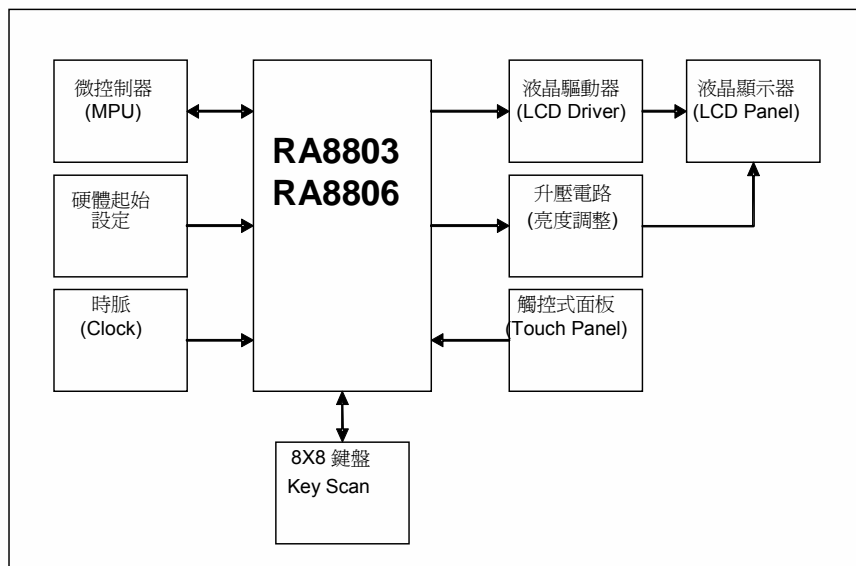 微控制器
(MPU)
硬體起始
設定
時脈
(Clock)
RA8803
RA8806
8X8 鍵盤
Key Scan
液晶驅動器
(LCD Driver)
升壓電路
(亮度調整)
觸控式面板
(Touch Panel)
液晶顯示器
(LCD Panel)